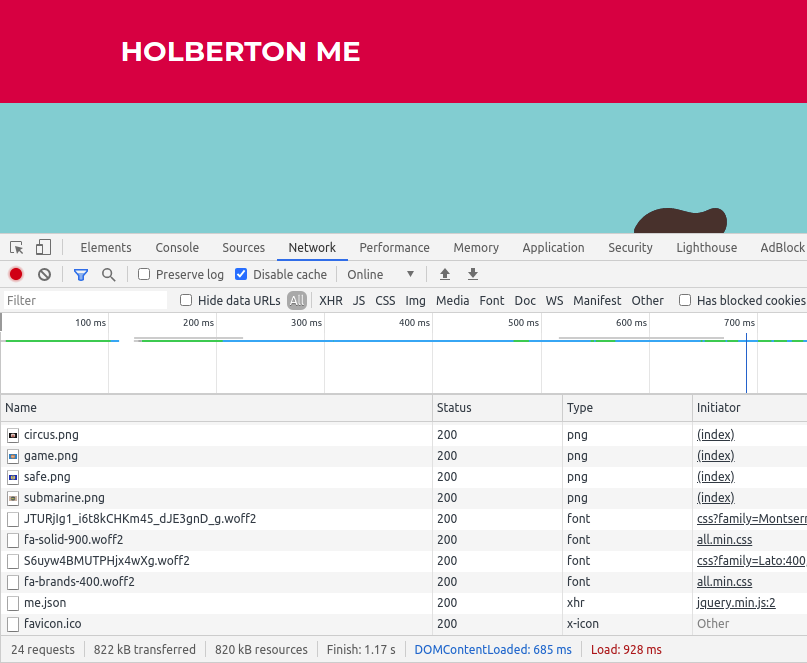 HOLBERTON ME
Elements Console Sources Network Performance Memory Application Security Lighthouse AdBlock
Preserve log Disable cache Online
Filter Hide data URLs All XHR JS CSS Img Media Font Doc WS Manifest Other Has blocked cookies
100 ms 200 ms 300 ms 400 ms 500 ms 600 ms 700 ms
Name Status Type Initiator
circus.png 200 png (index)
game.png 200 png (index)
safe.png 200 png (index)
submarine.png 200 png (index)
JTURjIg1_i6t8kCHKm45_dJE3gnD_g.woff2 200 font css?family=Montserr
fa-solid-900.woff2 200 font all.min.css
S6uyw4BMUTPHjx4wXg.woff2 200 font css?family=Lato:400,
fa-brands-400.woff2 200 font all.min.css
me.json 200 xhr jquery.min.js:2
favicon.ico 200 x-icon Other
24 requests 822 kB transferred 820 kB resources Finish: 1.17 s DOMContentLoaded: 685 ms Load: 928 ms